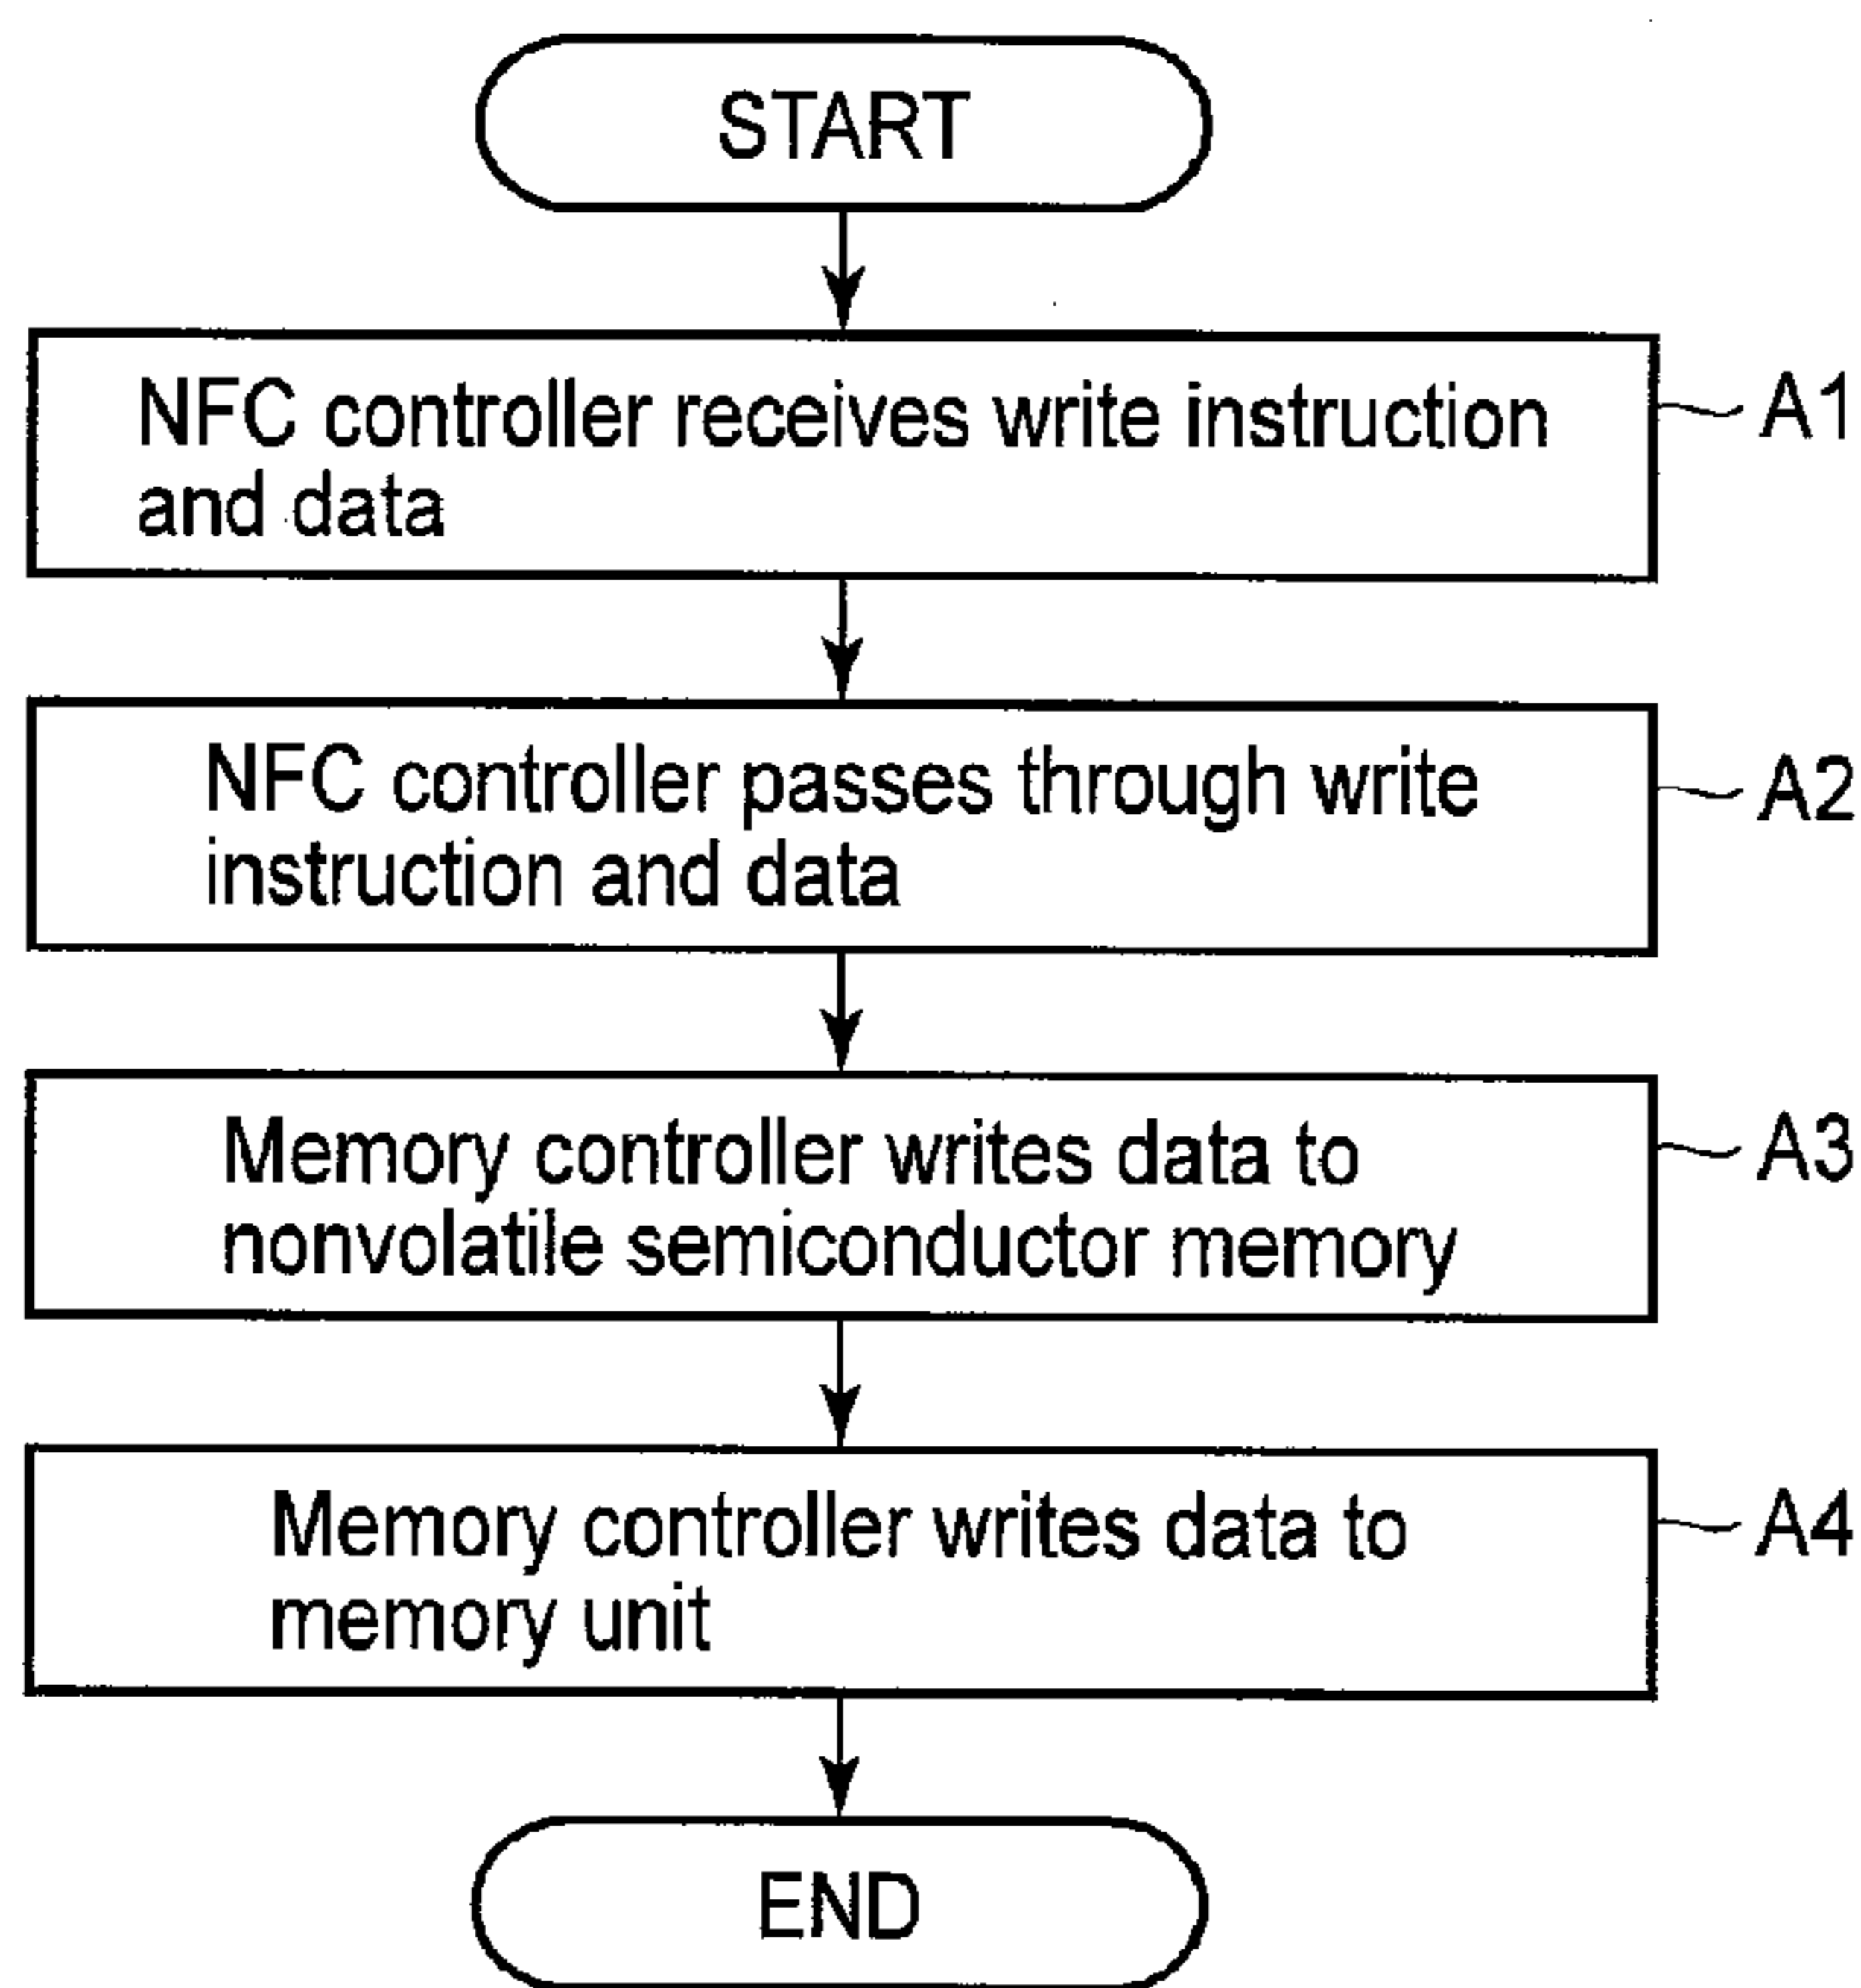 START
NFC controller receives write instruction
and data
A1
NFC controller passes through write
instruction and data
A2
Memory controller writes data to
nonvolatile semiconductor memory
A3
Memory controller writes data to
memory unit
A4
END